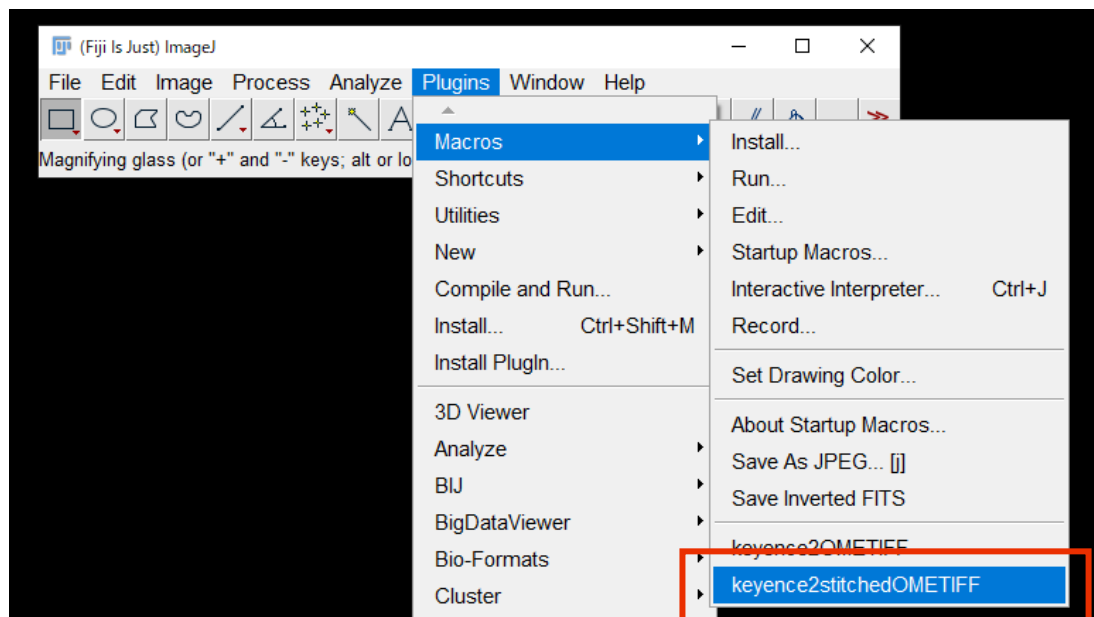 (Fiji Is Just) ImageJ
File Edit Image Process Analyze Plugins Window Help
A
Magnifying glass (or "+" and "-" keys; alt or lo
Macros
Shortcuts
Utilities
New
Compile and Run...
Install... Ctrl+Shift+M
Install PlugIn...
3D Viewer
Analyze
BIJ
BigDataViewer
Bio-Formats
Cluster
Install...
Run...
Edit...
Startup Macros...
Interactive Interpreter... Ctrl+J
Record...
Set Drawing Color...
About Startup Macros...
Save As JPEG... [j]
Save Inverted FITS
keyence2OMETIFF
keyence2stitchedOMETIFF